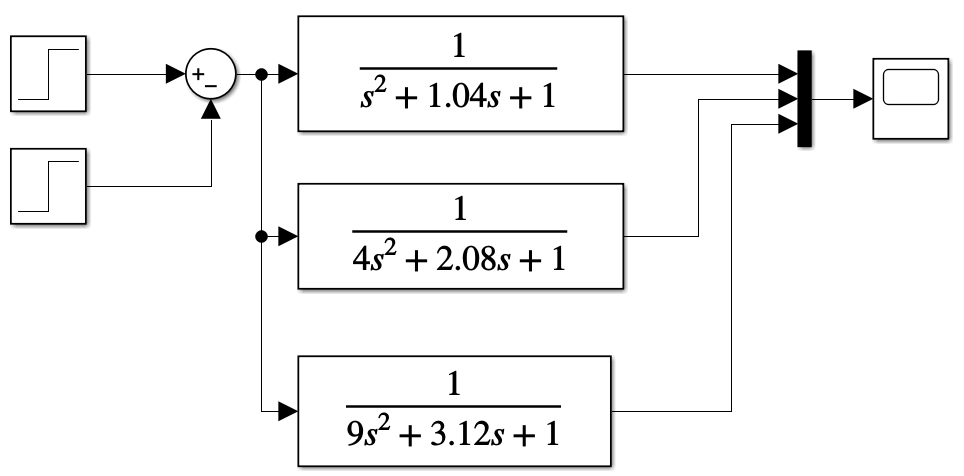 +
−
1
s² + 1.04s + 1
1
4s² + 2.08s + 1
1
9s² + 3.12s + 1